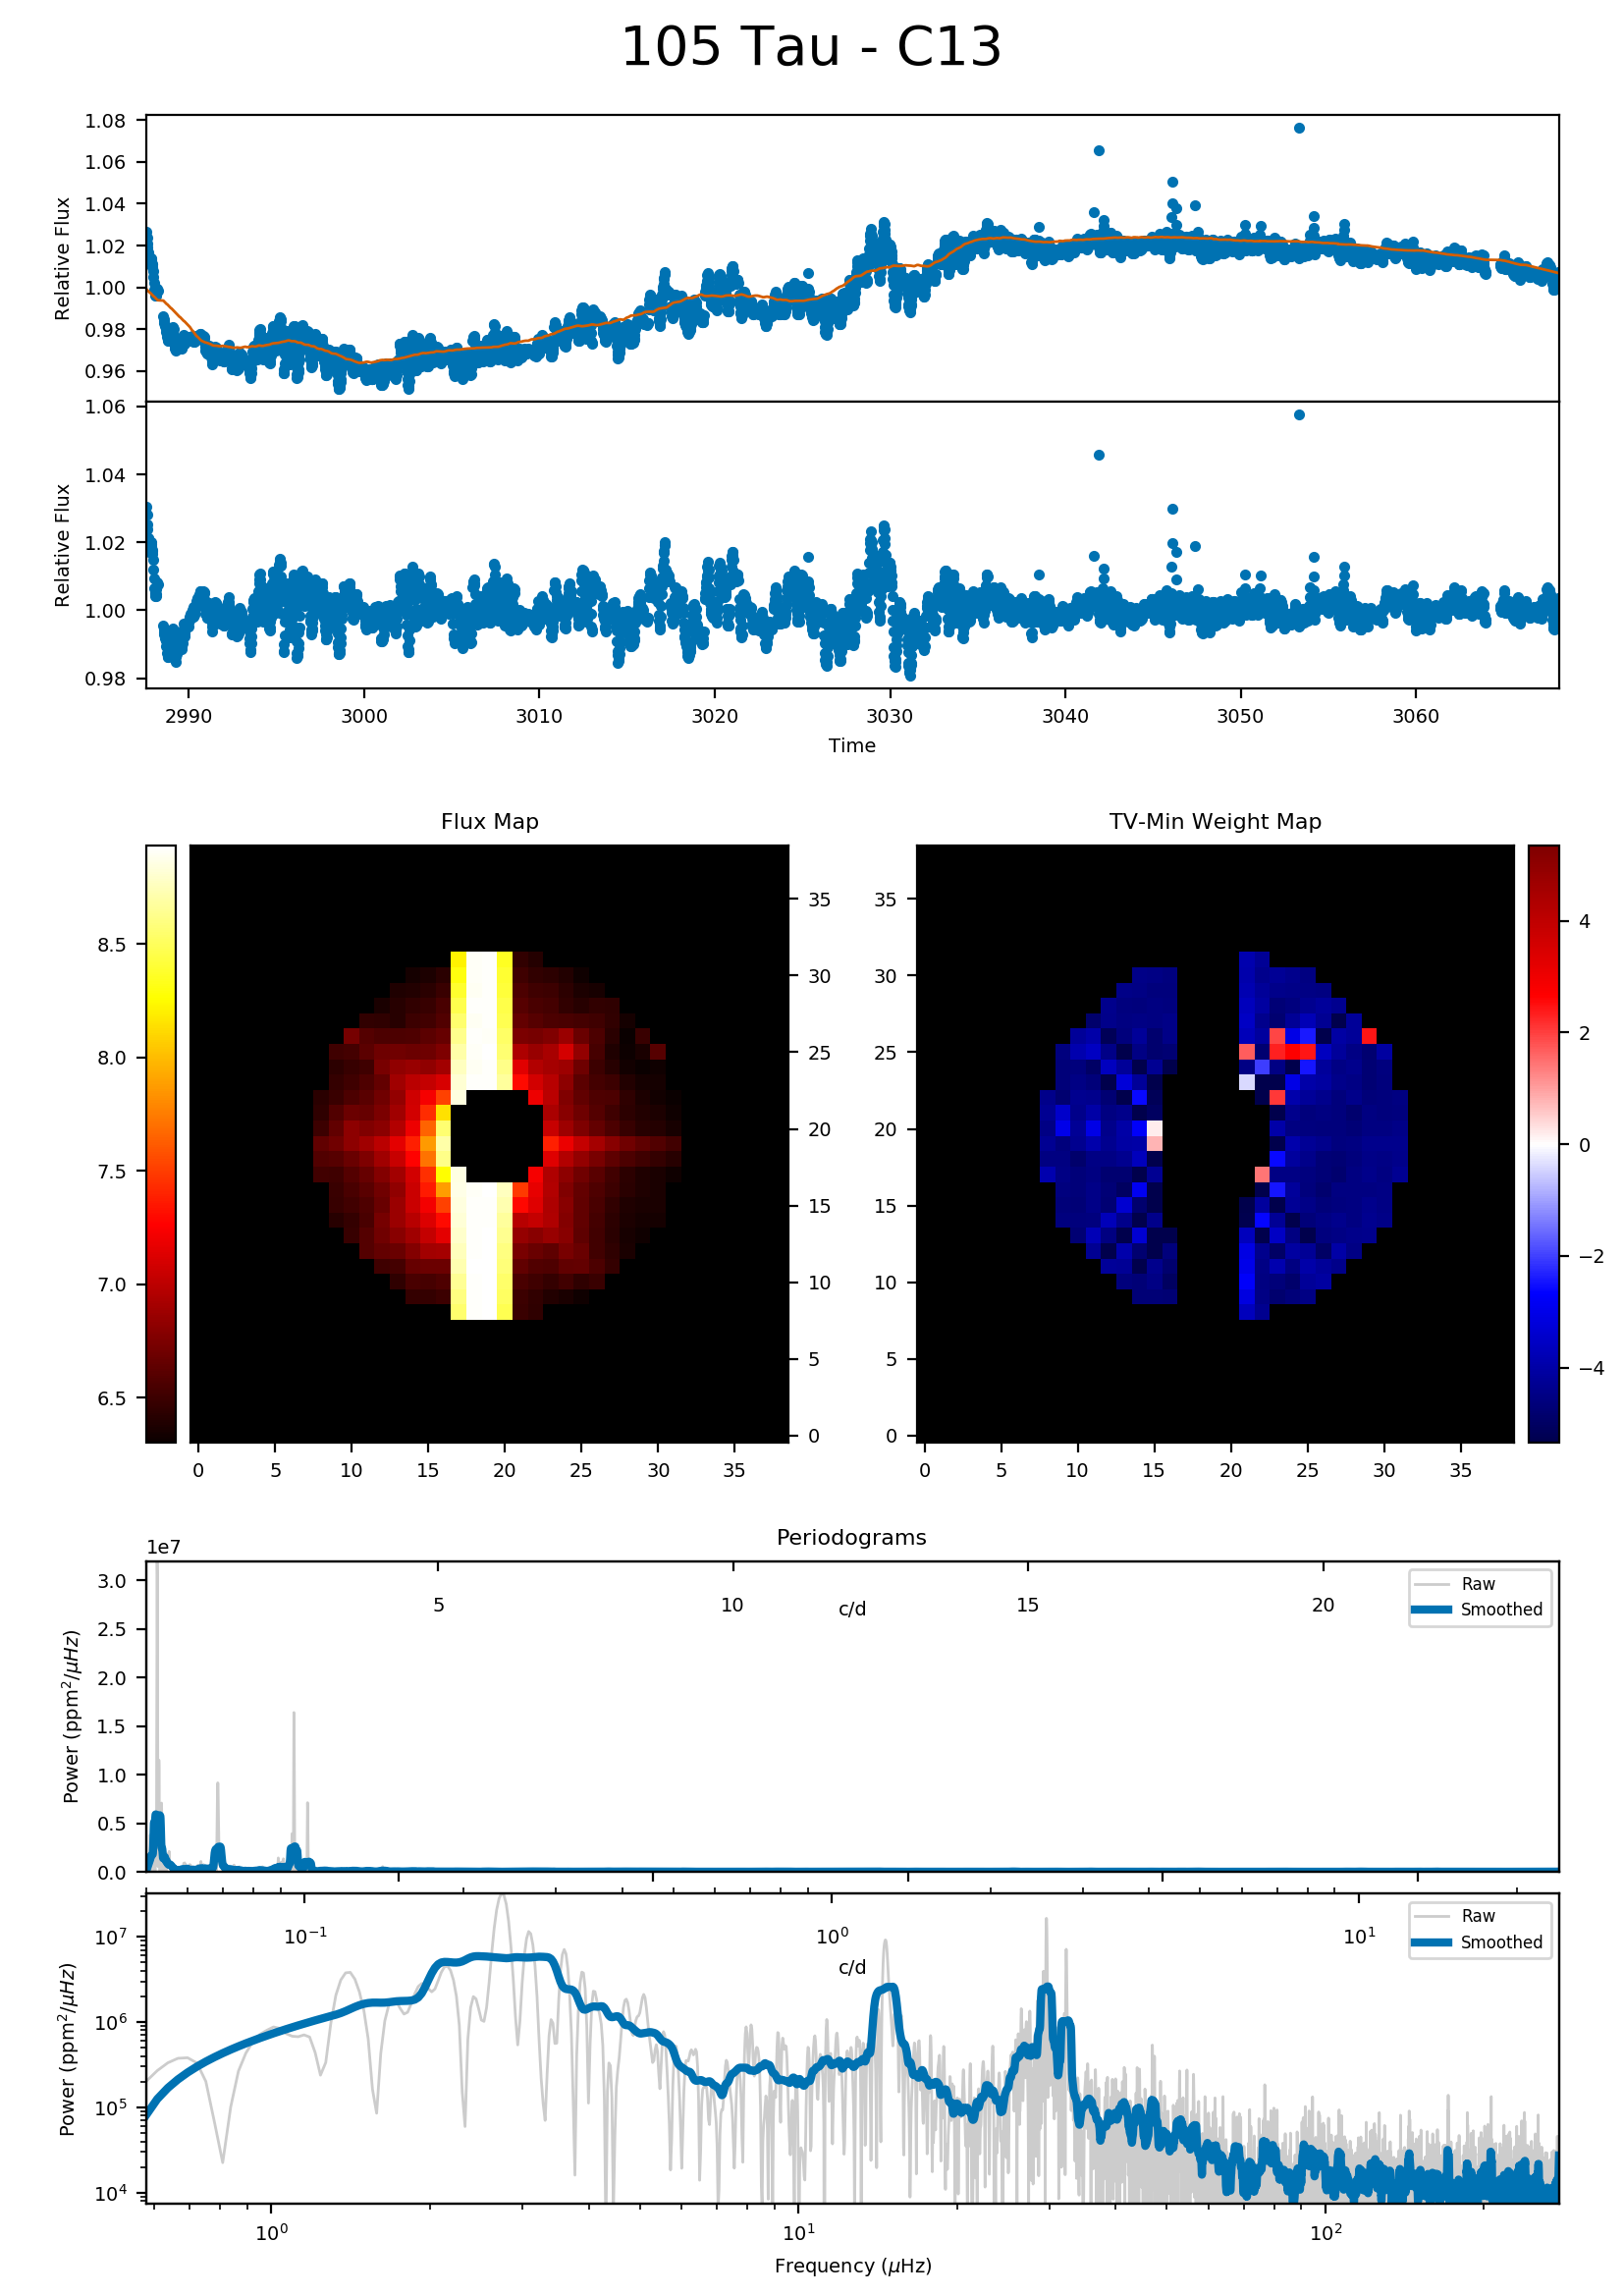 105 Tau - C13
1.08
1.06
1.04
1.02
1.00
0.98
0.96
Relative Flux
1.06
1.04
1.02
1.00
0.98
Relative Flux
2990 3000 3010 3020 3030 3040 3050 3060
Time
Flux Map
8.5
8.0
7.5
7.0
6.5
35
30
25
20
15
10
5
0
0 5 10 15 20 25 30 35
TV-Min Weight Map
35
30
25
20
15
10
5
0
0 5 10 15 20 25 30 35
4
2
0
−2
−4
Periodograms
1e7
3.0
2.5
2.0
1.5
1.0
0.5
0.0
Power (ppm²/μHz)
5 10 15 20
c/d
Raw
Smoothed
10⁷
10⁶
10⁵
10⁴
Power (ppm²/μHz)
10⁻¹ 10⁰ 10¹
c/d
Raw
Smoothed
10⁰ 10¹ 10²
Frequency (μHz)